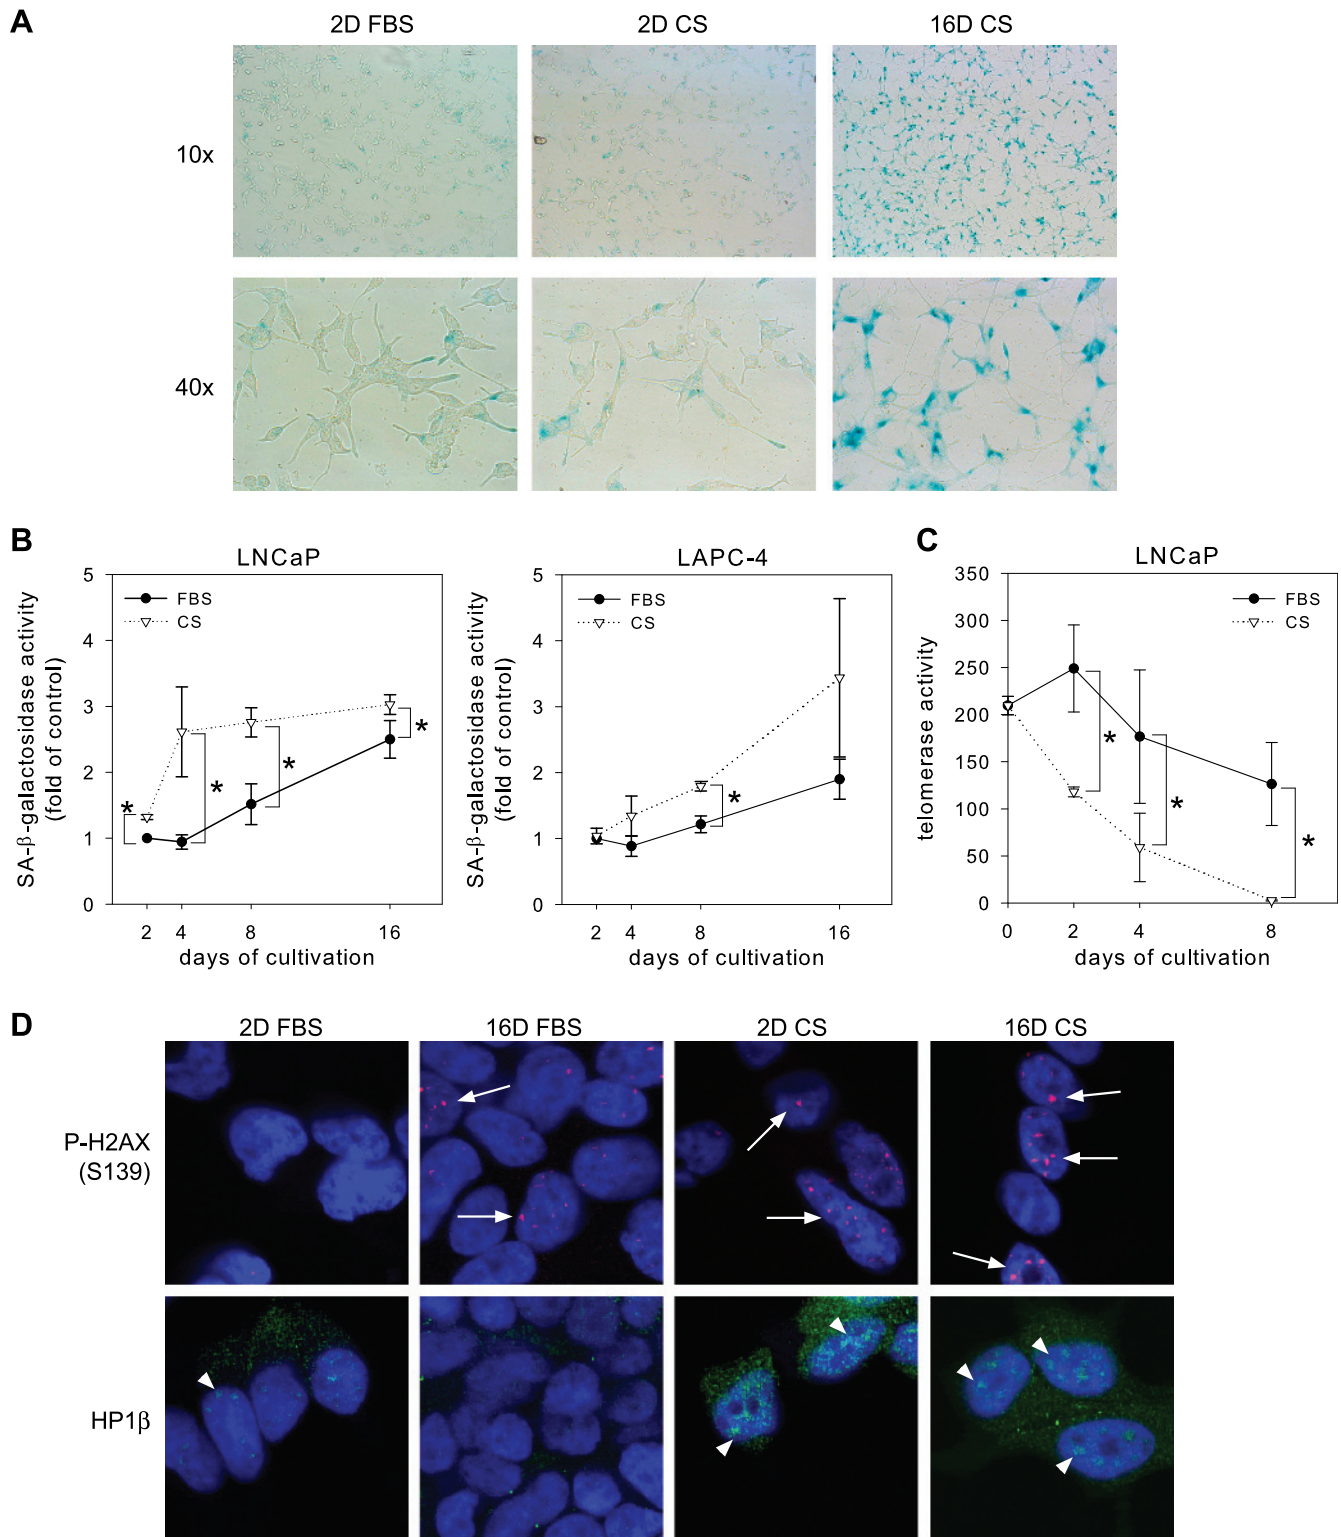 A
2D FBS
2D CS
16D CS
10x
40x
B
LNCaP
SA-β-galactosidase activity
(fold of control)
5
4
3
2
1
0
FBS
CS
*
*
*
*
2
4
8
16
days of cultivation
LAPC-4
SA-β-galactosidase activity
(fold of control)
5
4
3
2
1
0
FBS
CS
*
2
4
8
16
days of cultivation
C
LNCaP
telomerase activity
350
300
250
200
150
100
50
0
FBS
CS
*
*
*
0
2
4
8
days of cultivation
D
2D FBS
16D FBS
2D CS
16D CS
P-H2AX
(S139)
HP1β